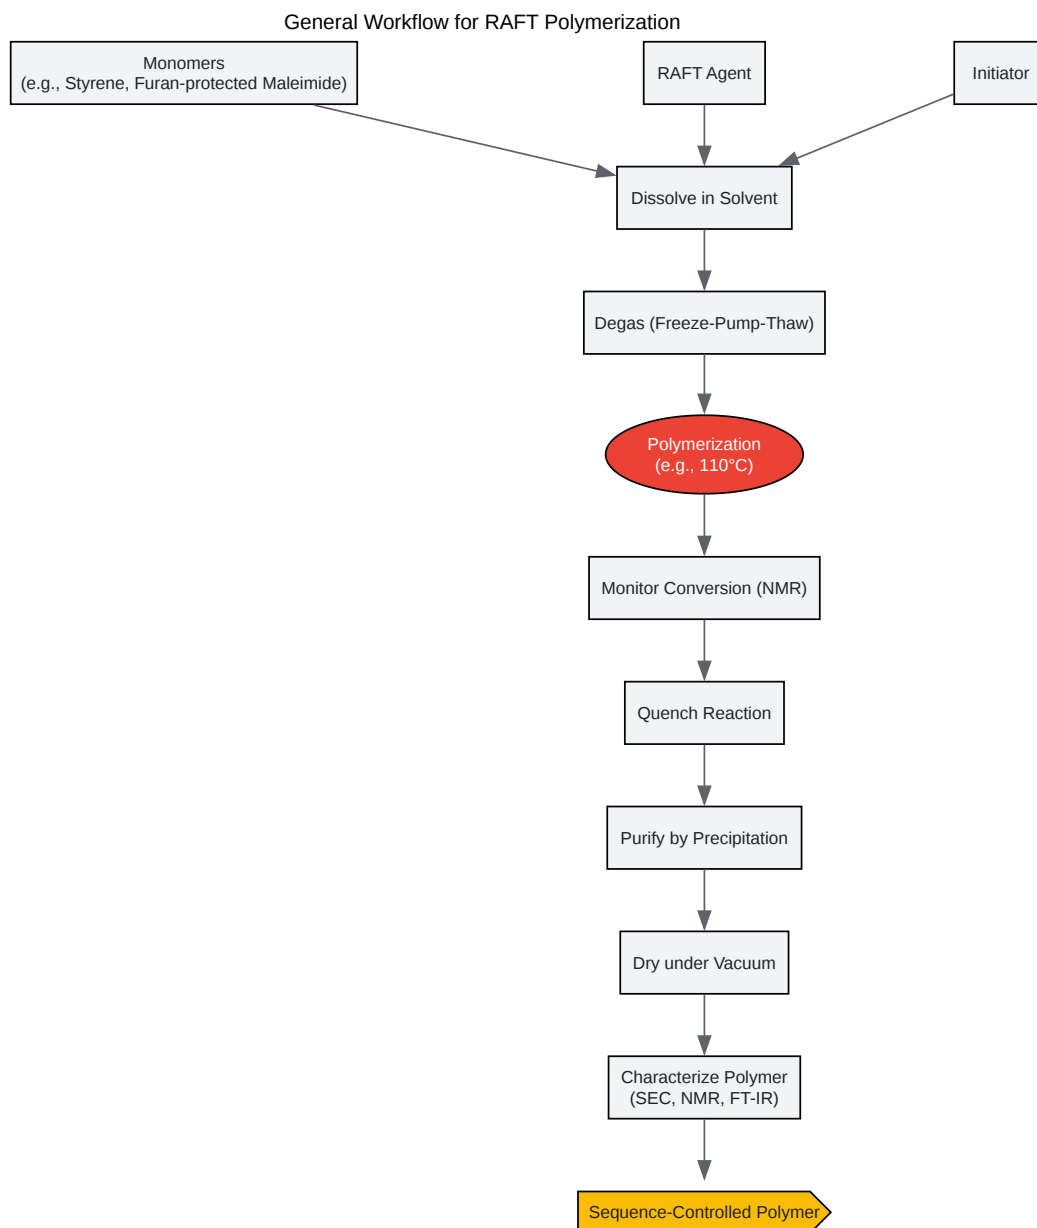 General Workflow for RAFT Polymerization
Monomers
(e.g., Styrene, Furan-protected Maleimide)
RAFT Agent
Initiator
Dissolve in Solvent
Degas (Freeze-Pump-Thaw)
Polymerization
(e.g., 110°C)
Monitor Conversion (NMR)
Quench Reaction
Purify by Precipitation
Dry under Vacuum
Characterize Polymer
(SEC, NMR, FT-IR)
Sequence-Controlled Polymer